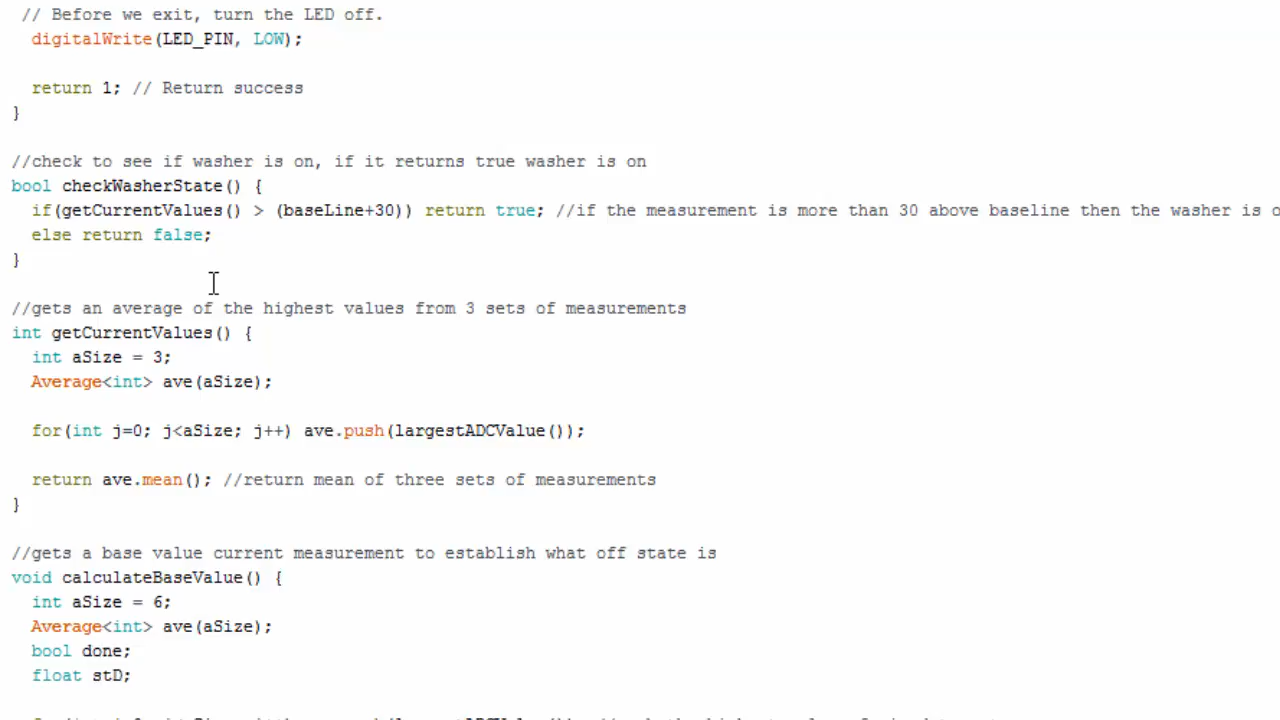 // Before we exit, turn the LED off.
digitalWrite(LED_PIN, LOW);
return 1; // Return success
}
//check to see if washer is on, if it returns true washer is on
bool checkWasherState() {
if(getCurrentValues() > (baseLine+30)) return true; //if the measurement is more than 30 above baseline then the washer is
else return false;
}
//gets an average of the highest values from 3 sets of measurements
int getCurrentValues() {
int aSize = 3;
Average<int> ave(aSize);
for(int j=0; j<aSize; j++) ave.push(largestADCValue());
return ave.mean(); //return mean of three sets of measurements
}
//gets a base value current measurement to establish what off state is
void calculateBaseValue() {
int aSize = 6;
Average<int> ave(aSize);
bool done;
float stD;